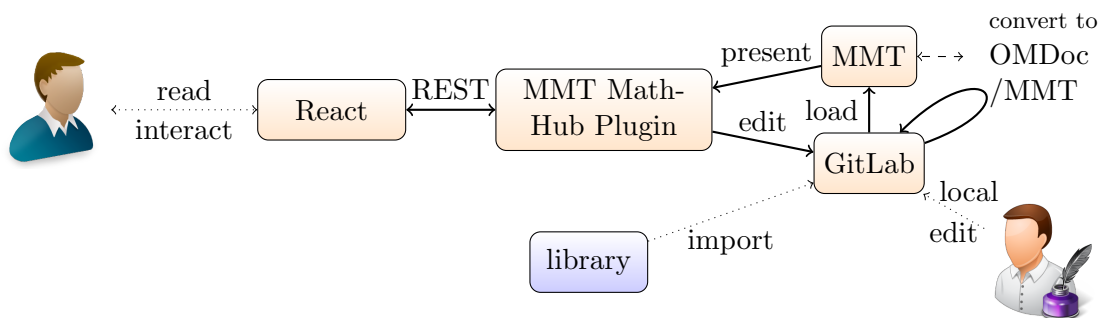 convert to
OMDoc
/MMT
present
MMT
read
interact
React
REST
MMT Math-
Hub Plugin
edit
load
GitLab
local
edit
import
library